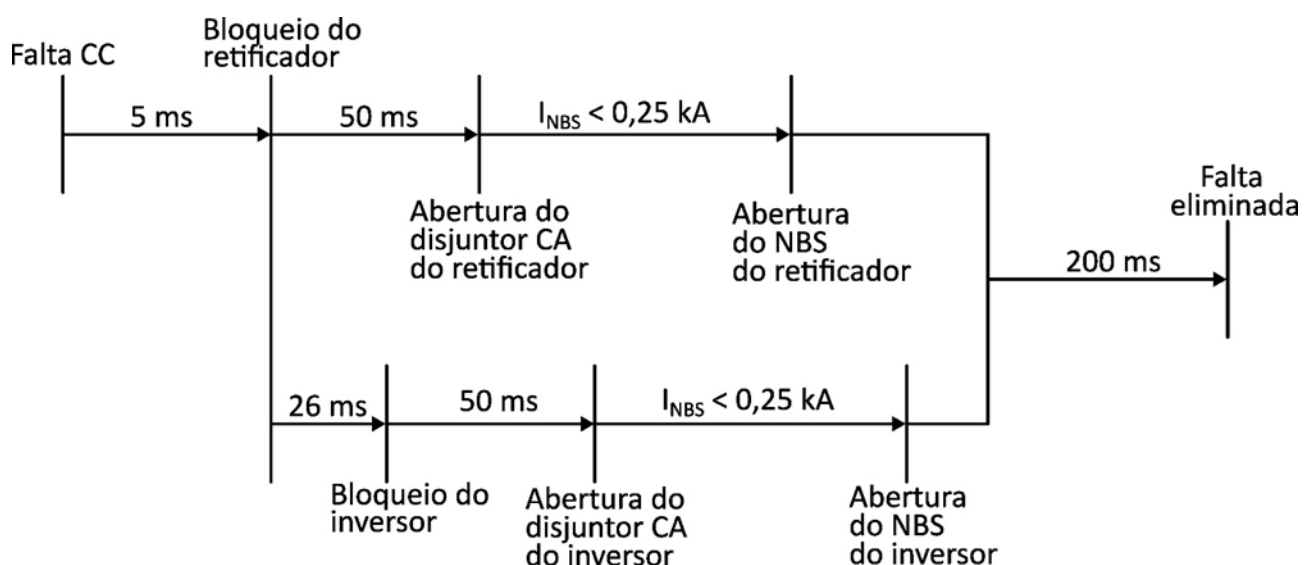 Falta CC
Bloqueio do
retificador
5 ms
50 ms
I_NBS < 0,25 kA
Abertura do
disjuntor CA
do retificador
Abertura
do NBS
do retificador
Falta
eliminada
200 ms
26 ms
50 ms
I_NBS < 0,25 kA
Bloqueio do
inversor
Abertura do
disjuntor CA
do inversor
Abertura
do NBS
do inversor